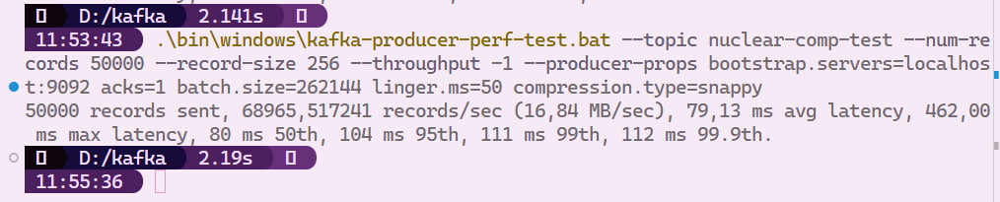 D:/kafka 2.141s
11:53:43 .\bin\windows\kafka-producer-perf-test.bat --topic nuclear-comp-test --num-re
cords 50000 --record-size 256 --throughput -1 --producer-props bootstrap.servers=localhos
t:9092 acks=1 batch.size=262144 linger.ms=50 compression.type=snappy
50000 records sent, 68965,517241 records/sec (16,84 MB/sec), 79,13 ms avg latency, 462,00
ms max latency, 80 ms 50th, 104 ms 95th, 111 ms 99th, 112 ms 99.9th.
D:/kafka 2.19s
11:55:36